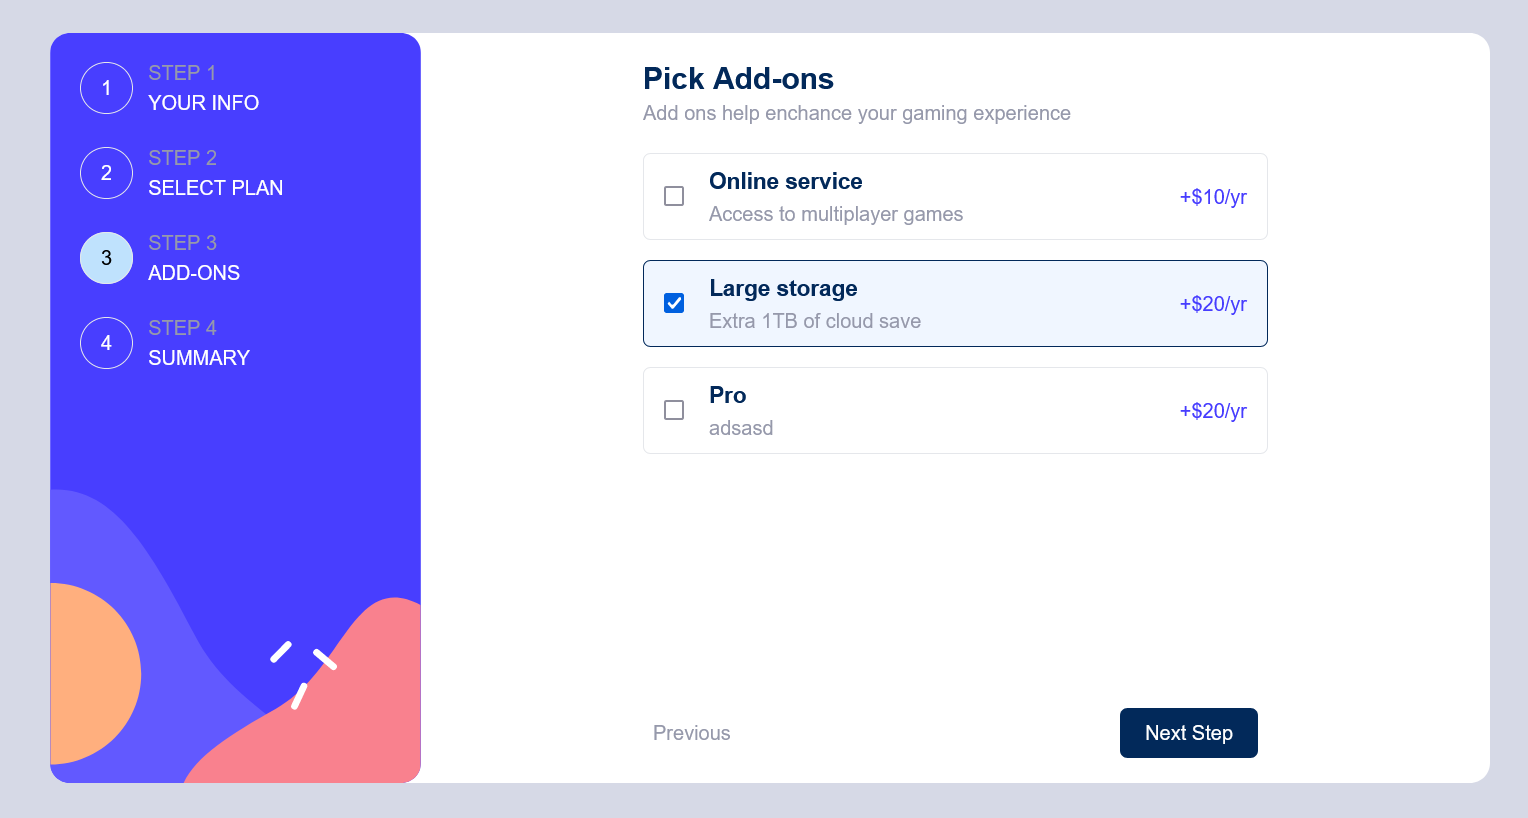 1
STEP 1
YOUR INFO
2
STEP 2
SELECT PLAN
3
STEP 3
ADD-ONS
4
STEP 4
SUMMARY
Pick Add-ons
Add ons help enchance your gaming experience
Online service
Access to multiplayer games
+$10/yr
Large storage
Extra 1TB of cloud save
+$20/yr
Pro
adsasd
+$20/yr
Previous
Next Step